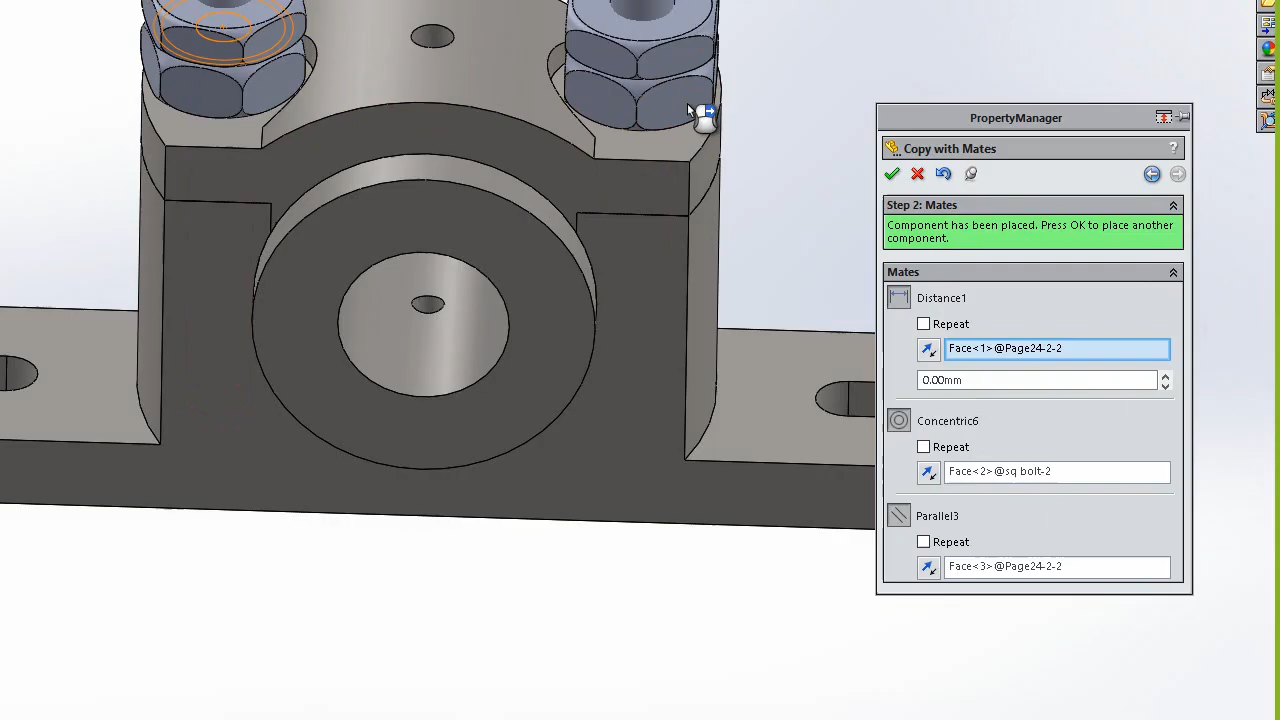 PropertyManager
Copy with Mates
?
Step 2: Mates
Component has been placed. Press OK to place another
component.
Mates
Distance1
Repeat
Face<1>@Page24-2-2
0.00mm
Concentric6
Repeat
Face<2>@sq bolt-2
Parallel3
Repeat
Face<3>@Page24-2-2